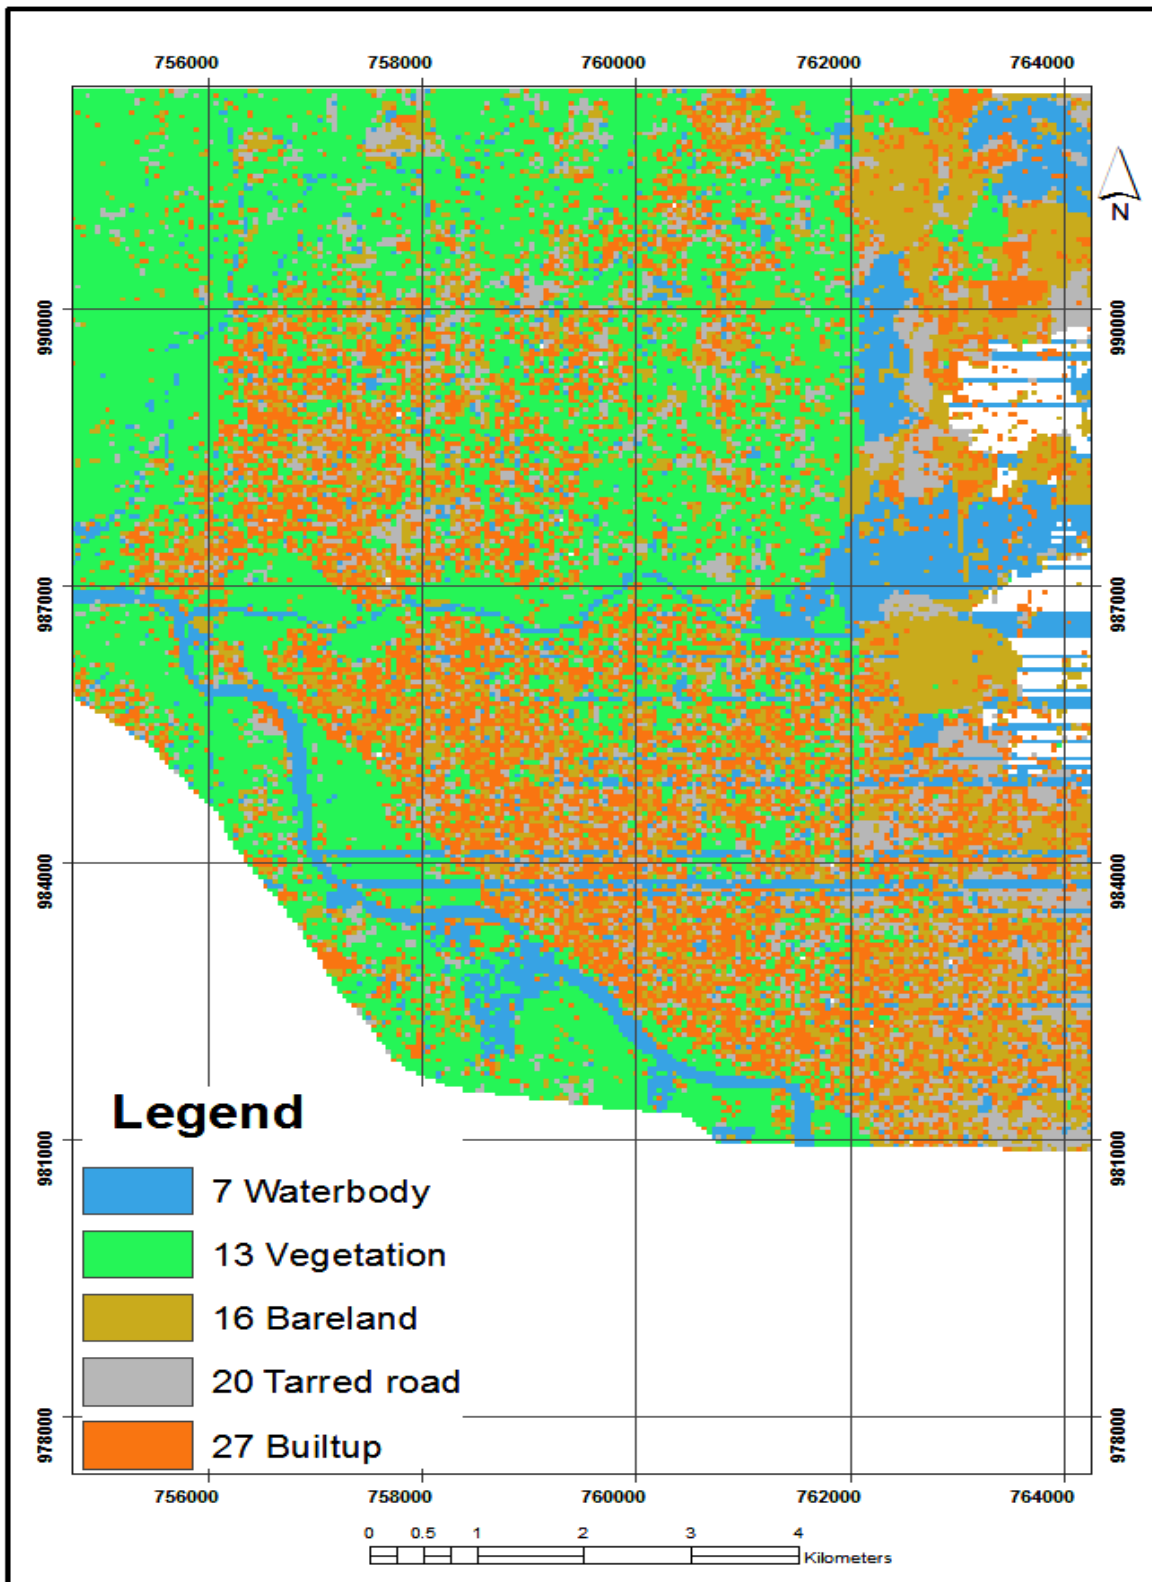 756000 758000 760000 762000 764000
N
990000 990000
987000 987000
984000 984000
Legend
981000 981000
7 Waterbody
13 Vegetation
16 Bareland
20 Tarred road
978000 978000
27 Builtup
756000 758000 760000 762000 764000
0 0.5 1 2 3 4
Kilometers